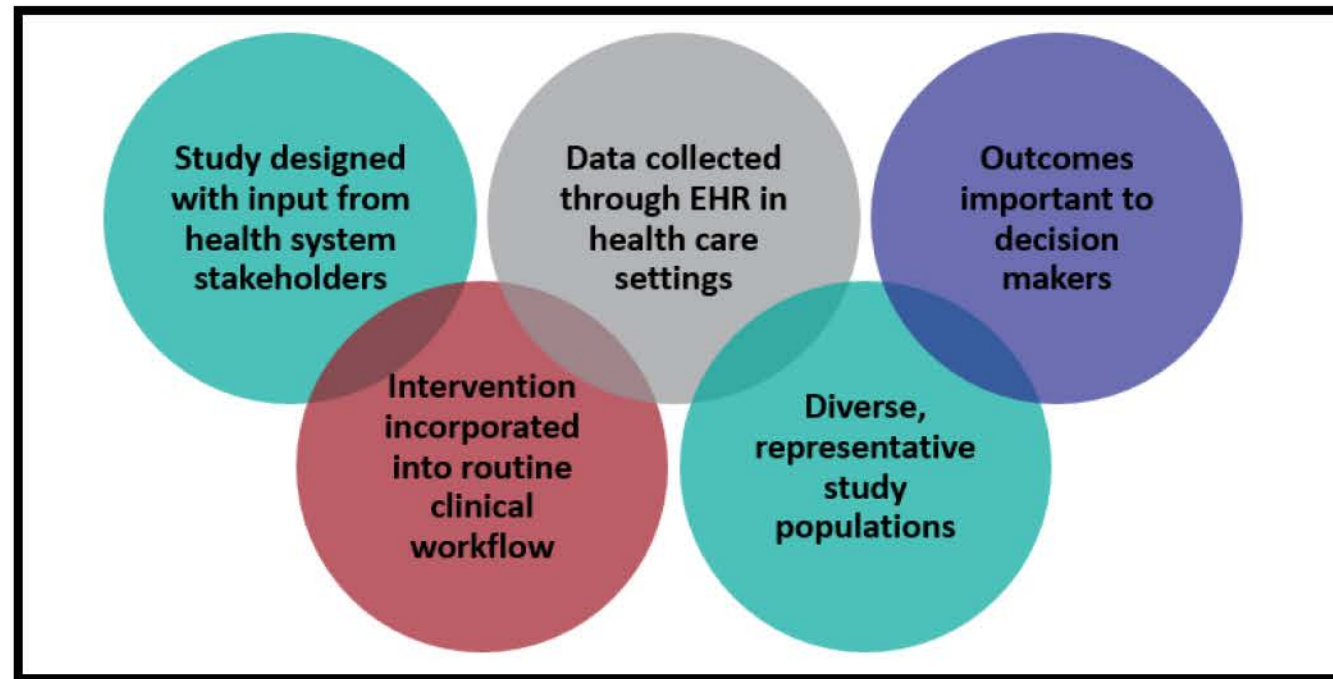 Study designed
with input from
health system
stakeholders
Data collected
through EHR in
health care
settings
Outcomes
important to
decision
makers
Intervention
incorporated
into routine
clinical
workflow
Diverse,
representative
study
populations